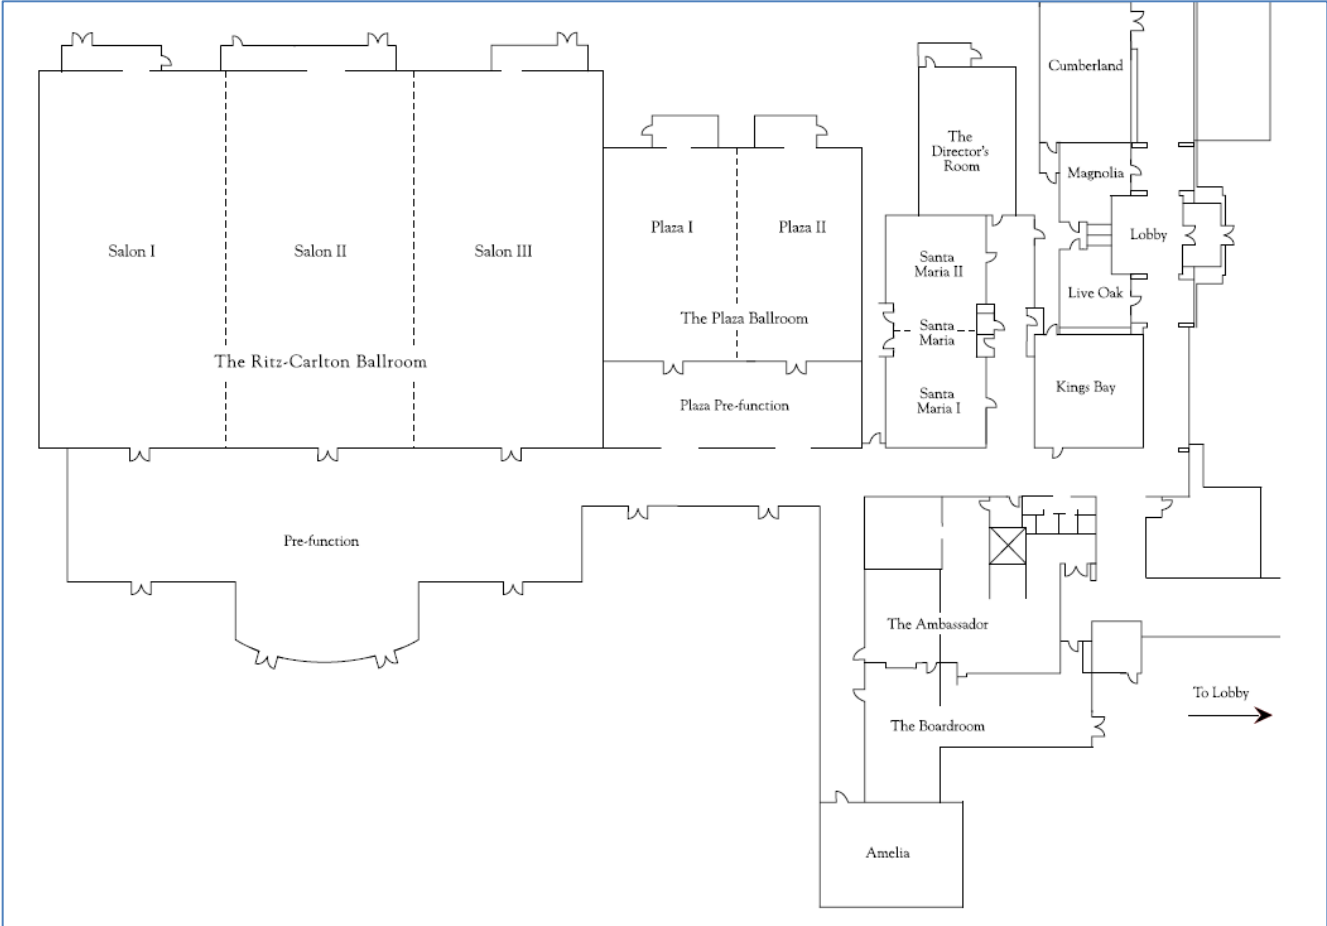 Cumberland
The
Director's
Room
Magnolia
Salon I
Salon II
Salon III
Plaza I
Plaza II
Lobby
Santa
Maria II
Live Oak
The Plaza Ballroom
Santa
Maria
The Ritz-Carlton Ballroom
Kings Bay
Plaza Pre-function
Santa
Maria I
Pre-function
The Ambassador
To Lobby
The Boardroom
Amelia